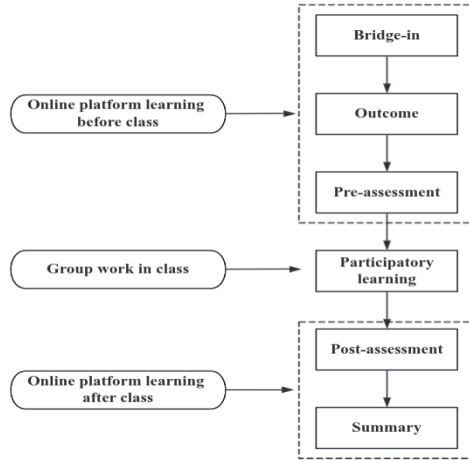 Bridge-in
Online platform learning
before class
Outcome
Pre-assessment
Group work in class
Participatory
learning
Post-assessment
Online platform learning
after class
Summary